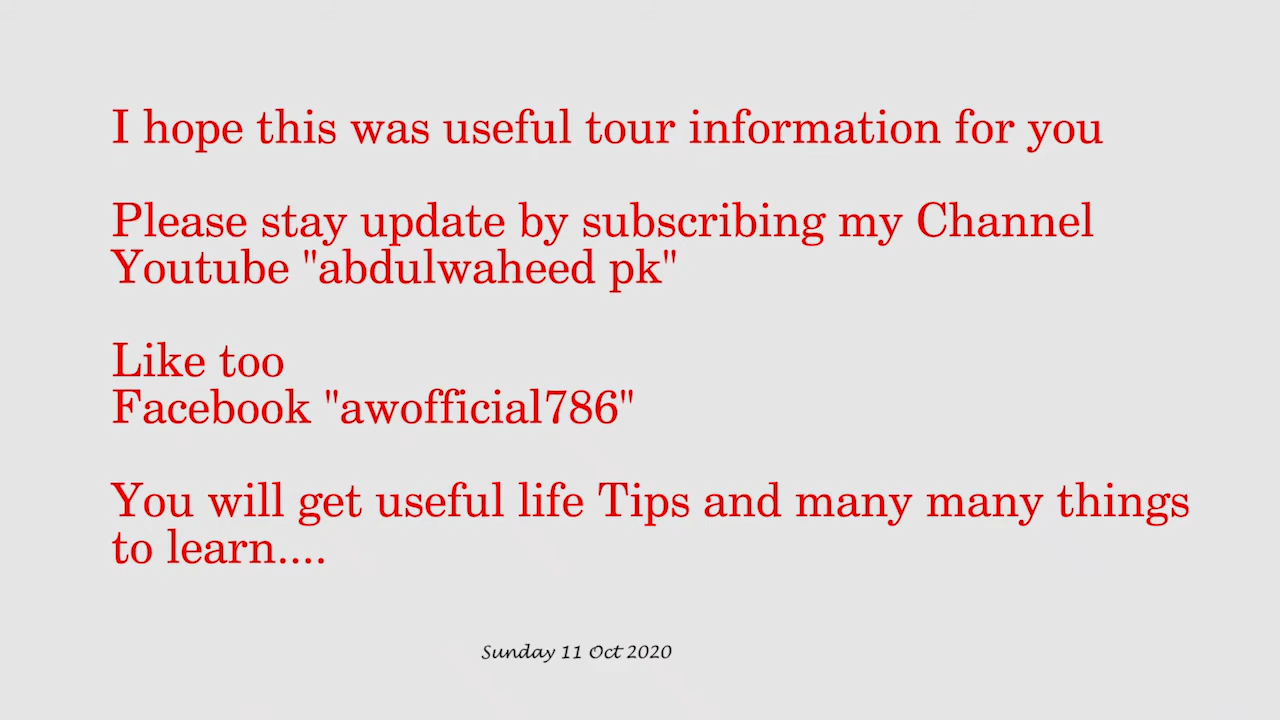 I hope this was useful tour information for you
Please stay update by subscribing my Channel
Youtube "abdulwaheed pk"
Like too
Facebook "awofficial786"
You will get useful life Tips and many many things
to learn....
Sunday 11 Oct 2020